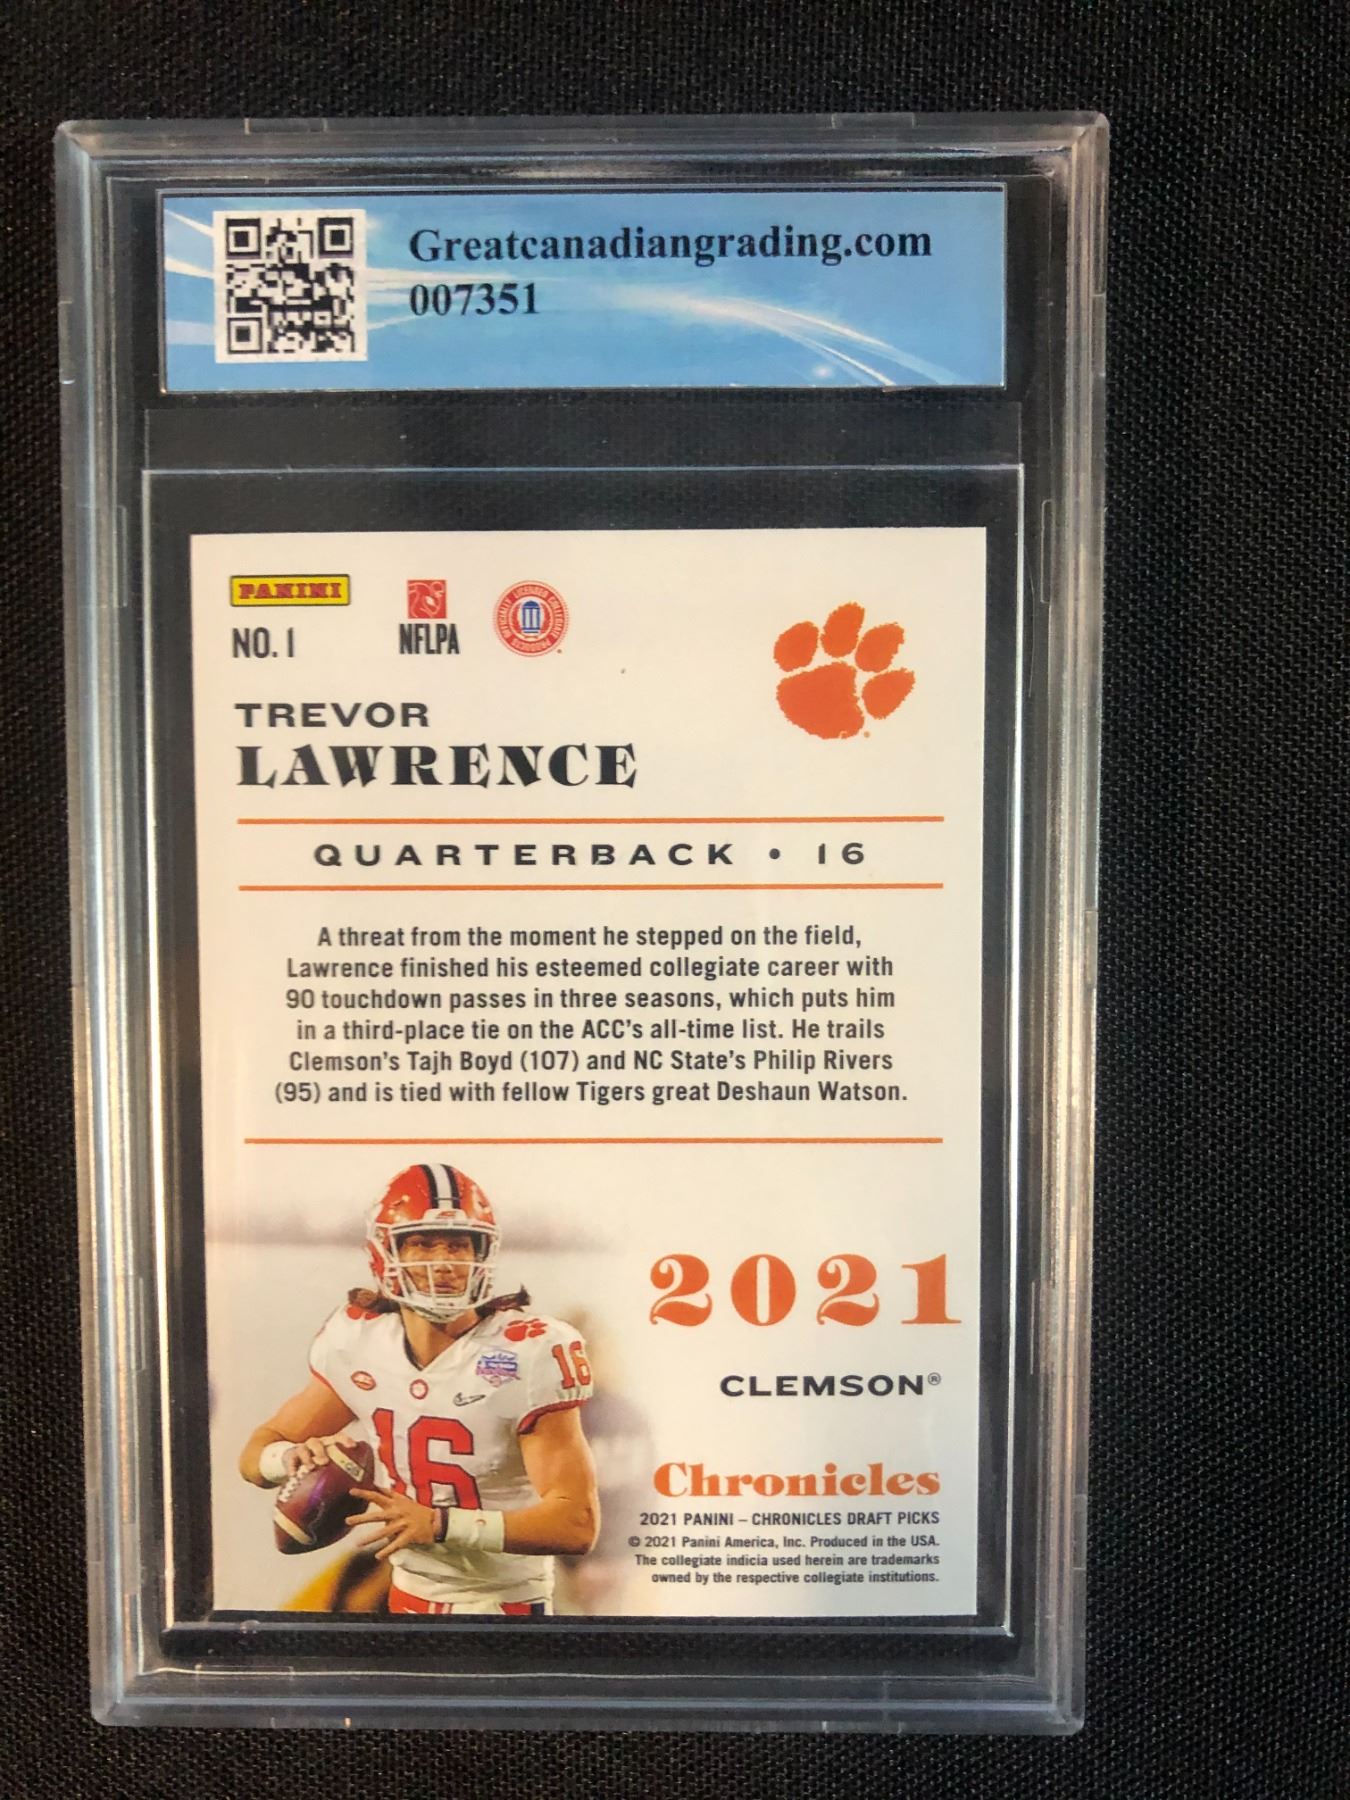 Greatcanadiangrading.com
007351
PANINI
NO. 1
NFLPA
OFFICIALLY LICENSED COLLEGIATE PRODUCTS
TREVOR
LAWRENCE
QUARTERBACK • 16
A threat from the moment he stepped on the field,
Lawrence finished his esteemed collegiate career with
90 touchdown passes in three seasons, which puts him
in a third-place tie on the ACC's all-time list. He trails
Clemson's Tajh Boyd (107) and NC State's Philip Rivers
(95) and is tied with fellow Tigers great Deshaun Watson.
16
16
2021
CLEMSON®
Chronicles
2021 PANINI – CHRONICLES DRAFT PICKS
© 2021 Panini America, Inc. Produced in the USA.
The collegiate indicia used herein are trademarks
owned by the respective collegiate institutions.